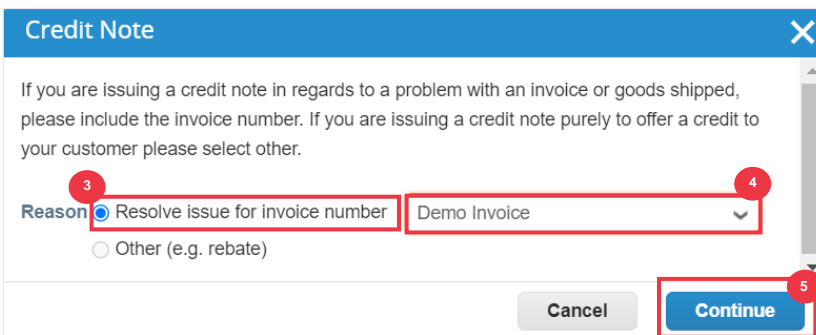 Credit Note
If you are issuing a credit note in regards to a problem with an invoice or goods shipped,
please include the invoice number. If you are issuing a credit note purely to offer a credit to
your customer please select other.
3
4
Reason Resolve issue for invoice number Demo Invoice
Other (e.g. rebate)
5
Cancel Continue